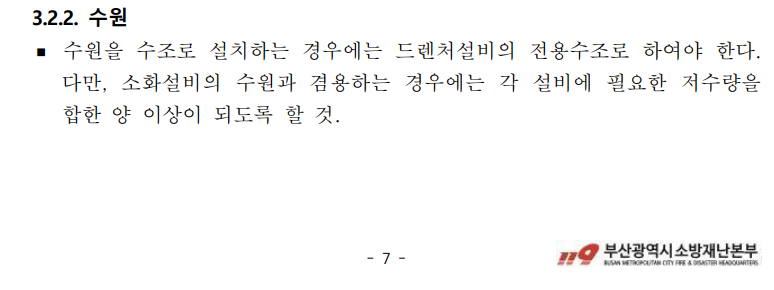 3.2.2. 수원
▪ 수원을 수조로 설치하는 경우에는 드렌처설비의 전용수조로 하여야 한다.
다만, 소화설비의 수원과 겸용하는 경우에는 각 설비에 필요한 저수량을
합한 양 이상이 되도록 할 것.
- 7 -
119 부산광역시소방재난본부
BUSAN METROPOLITAN CITY FIRE & DISASTER HEADQUARTERS